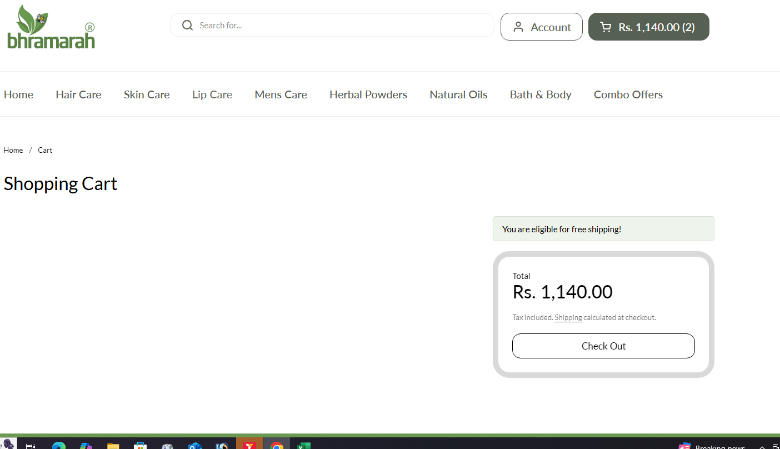 bhramarah ®
Search for...
Account
Rs. 1,140.00 (2)
Home Hair Care Skin Care Lip Care Mens Care Herbal Powders Natural Oils Bath & Body Combo Offers
Home / Cart
Shopping Cart
You are eligible for free shipping!
Total
Rs. 1,140.00
Tax included. Shipping calculated at checkout.
Check Out
Breaking news